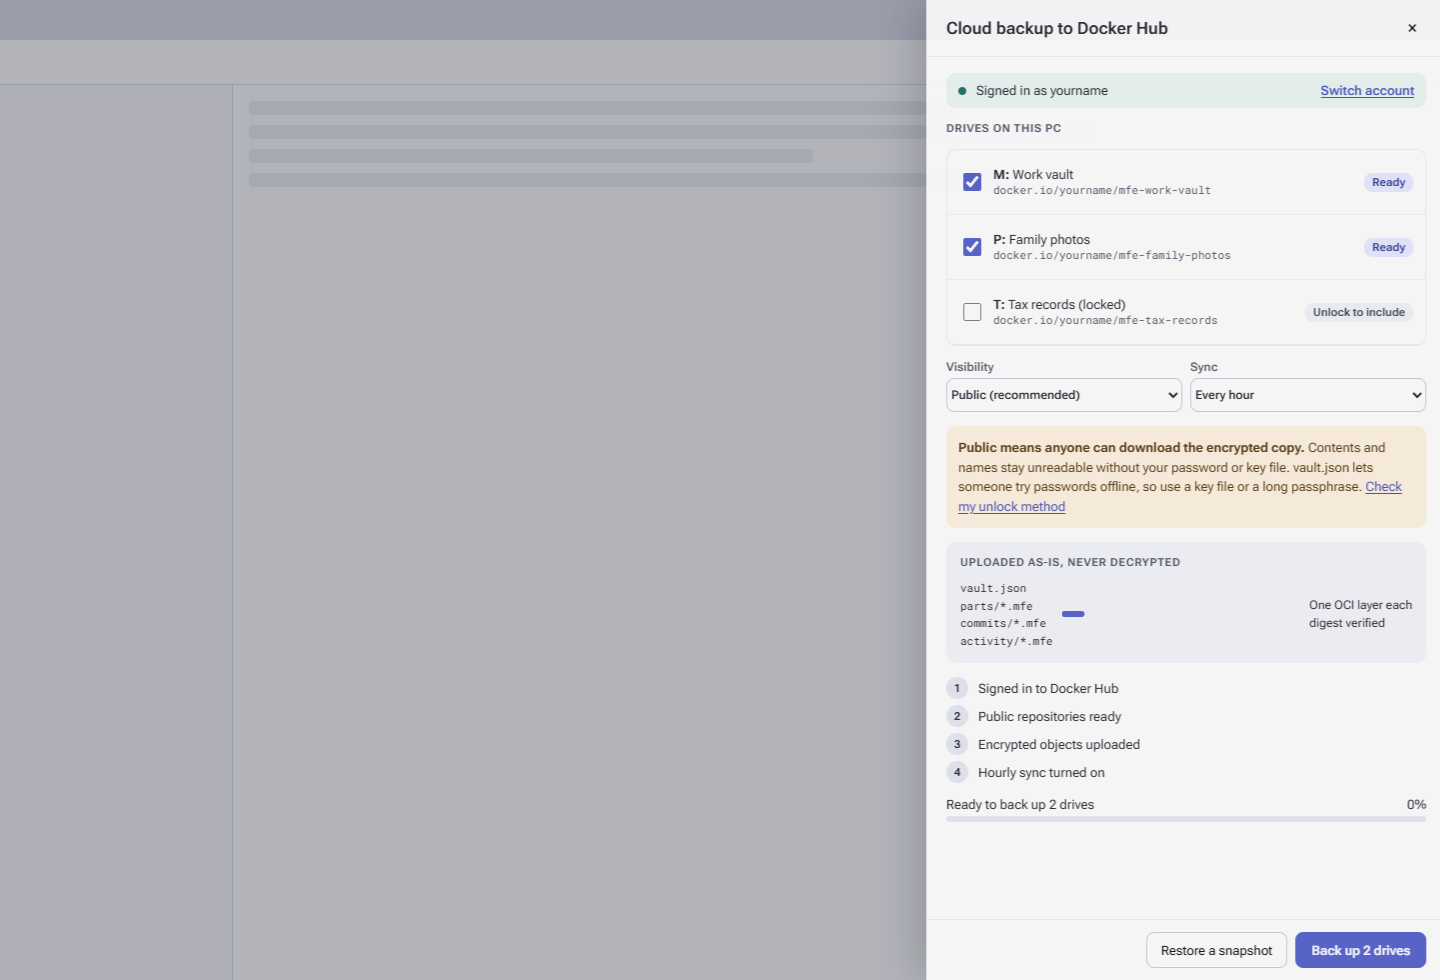 Cloud backup to Docker Hub
×
Signed in as yourname
Switch account
DRIVES ON THIS PC
M: Work vault
docker.io/yourname/mfe-work-vault
Ready
P: Family photos
docker.io/yourname/mfe-family-photos
Ready
T: Tax records (locked)
docker.io/yourname/mfe-tax-records
Unlock to include
Visibility
Sync
Public (recommended)
Every hour
Public means anyone can download the encrypted copy. Contents and
names stay unreadable without your password or key file. vault.json lets
someone try passwords offline, so use a key file or a long passphrase. Check
my unlock method
UPLOADED AS-IS, NEVER DECRYPTED
vault.json
parts/*.mfe
commits/*.mfe
activity/*.mfe
One OCI layer each
digest verified
1 Signed in to Docker Hub
2 Public repositories ready
3 Encrypted objects uploaded
4 Hourly sync turned on
Ready to back up 2 drives
0%
Restore a snapshot
Back up 2 drives